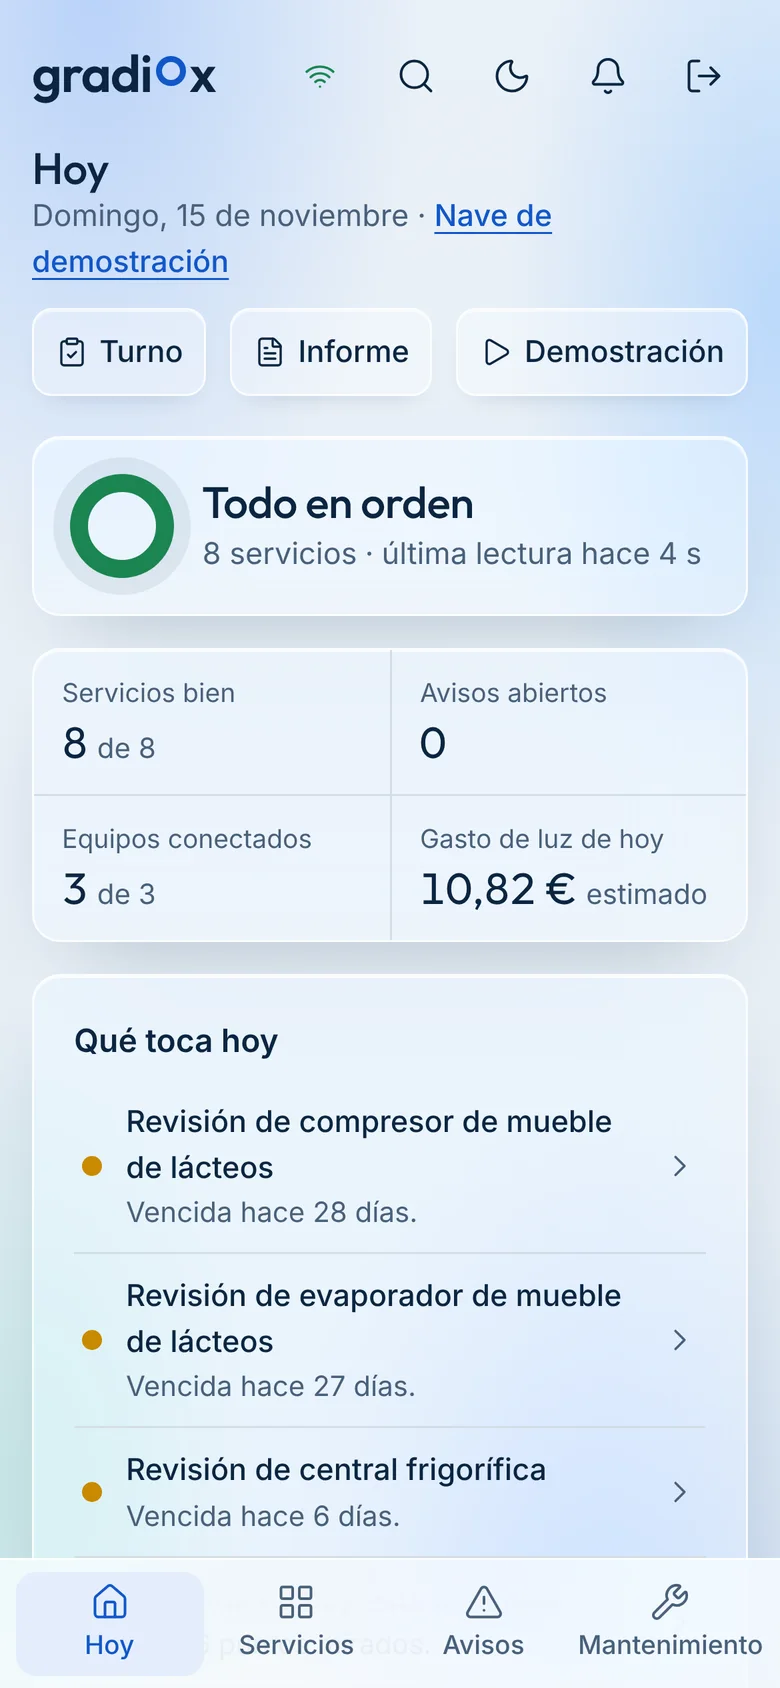 gradiox
Hoy
Domingo, 15 de noviembre · Nave de
demostración
Turno
Informe
Demostración
Todo en orden
8 servicios · última lectura hace 4 s
Servicios bien
8 de 8
Avisos abiertos
0
Equipos conectados
3 de 3
Gasto de luz de hoy
10,82 € estimado
Qué toca hoy
Revisión de compresor de mueble
de lácteos
Vencida hace 28 días.
Revisión de evaporador de mueble
de lácteos
Vencida hace 27 días.
Revisión de central frigorífica
Vencida hace 6 días.
Hoy
Servicios
Avisos
Mantenimiento